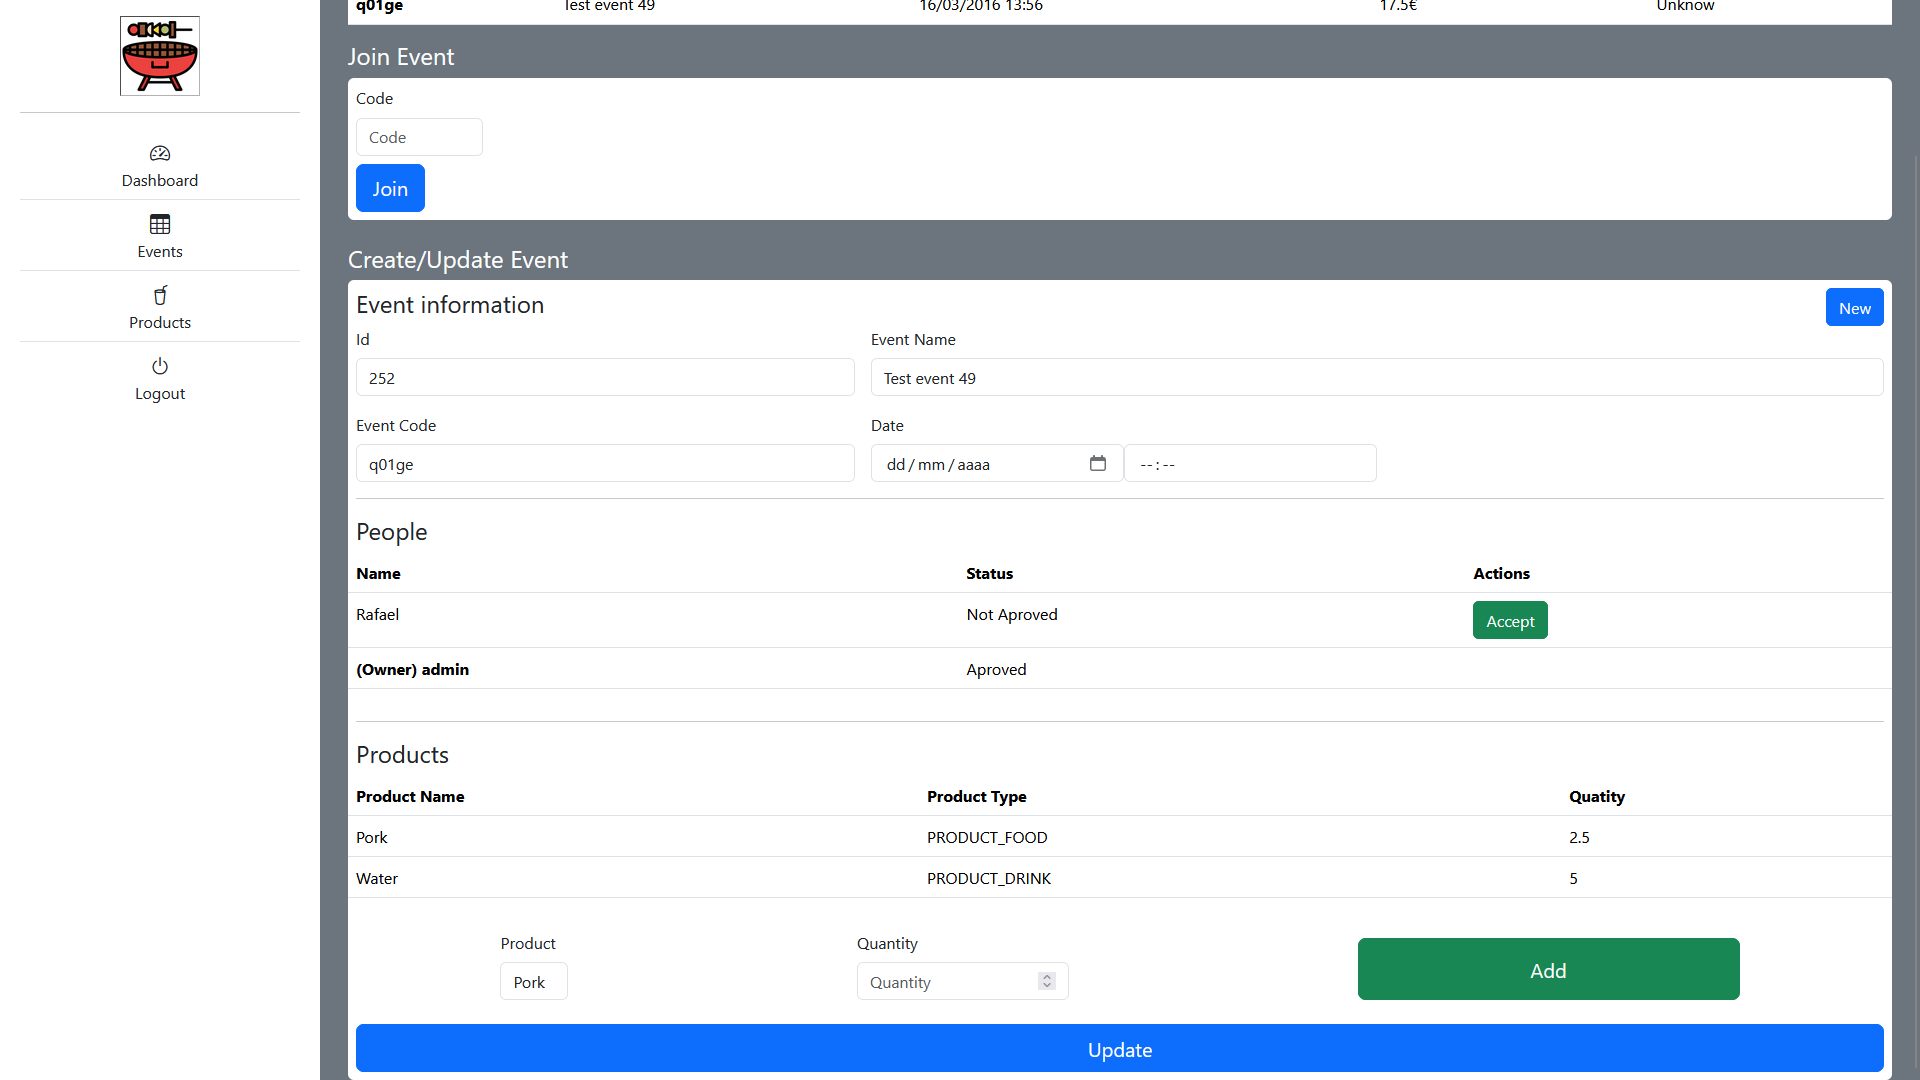 q01ge Test event 49 16/03/2016 13:56 17.5€ Unknow
Join Event
Code
Code
Join
Dashboard
Events
Products
Logout
Create/Update Event
Event information
New
Id
Event Name
252
Test event 49
Event Code
Date
q01ge
dd/mm/aaaa
--:--
People
Name Status Actions
Rafael Not Aproved Accept
(Owner) admin Aproved
Products
Product Name Product Type Quatity
Pork PRODUCT_FOOD 2.5
Water PRODUCT_DRINK 5
Product
Quantity
Pork
Quantity
Add
Update